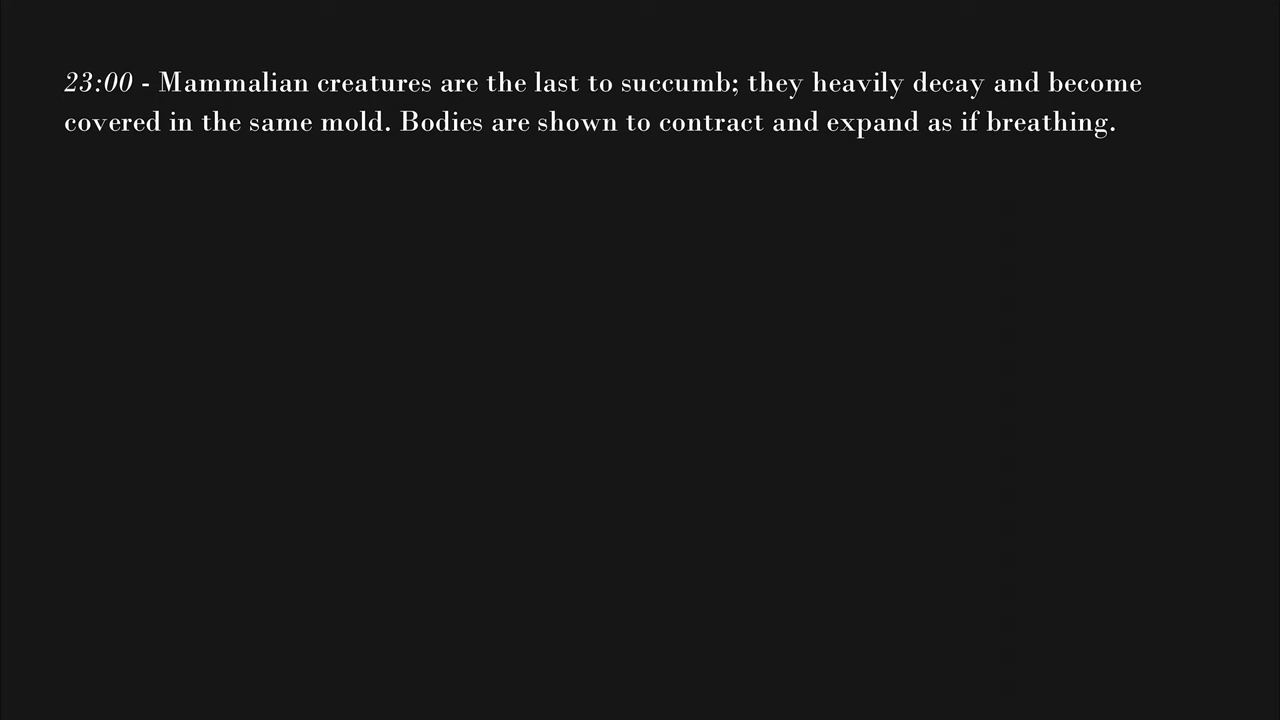 23:00 - Mammalian creatures are the last to succumb; they heavily decay and become
covered in the same mold. Bodies are shown to contract and expand as if breathing.